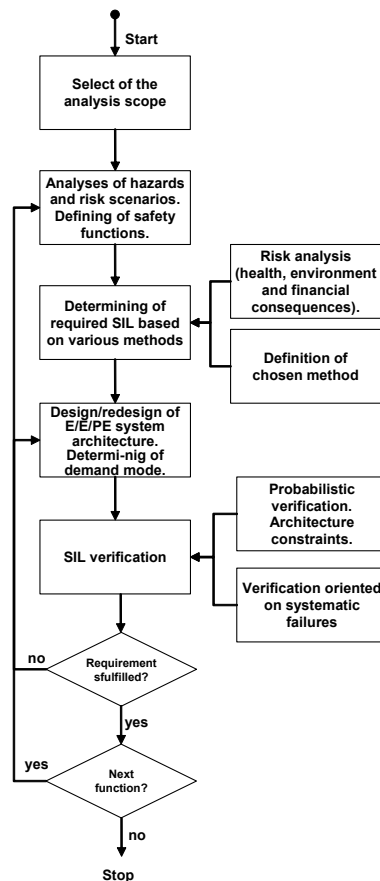 Start
Select of the
analysis scope
Analyses of hazards
and risk scenarios.
Defining of safety
functions.
Risk analysis
(health, environment
and financial
consequences).
Determining of
required SIL based
on various methods
Definition of
chosen method
Design/redesign of
E/E/PE system
architecture.
Determi-nig of
demand mode.
Probabilistic
verification.
Architecture
constraints.
SIL verification
Verification oriented
on systematic
failures
no
Requirement
sfulfilled?
yes
yes
Next
function?
no
Stop